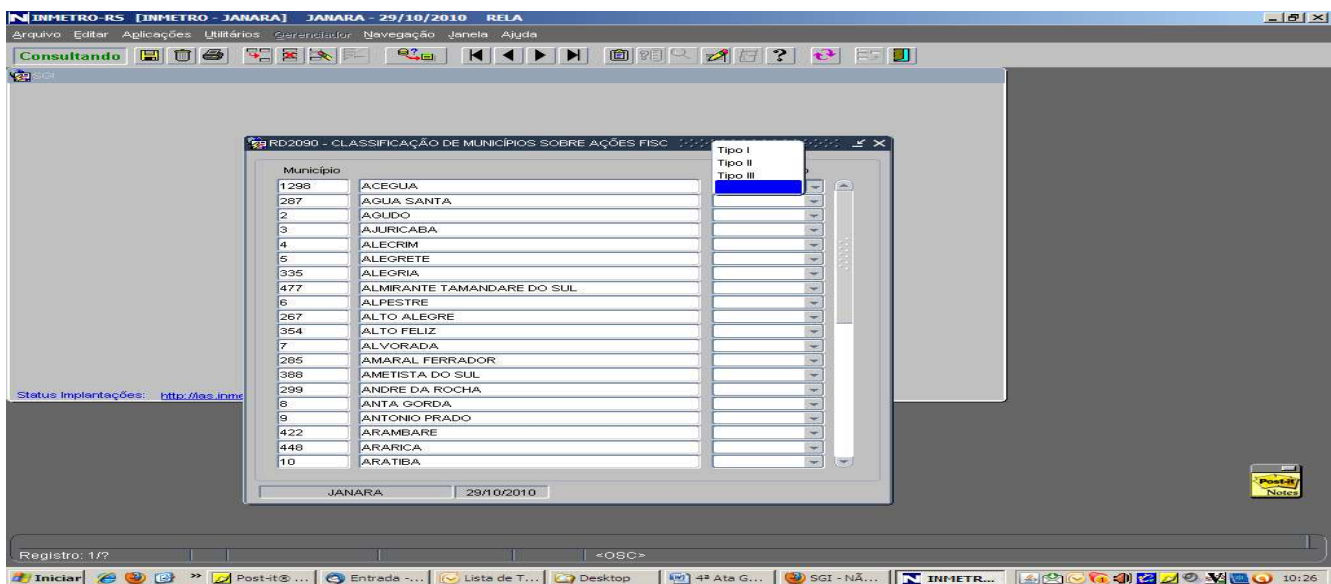 INMETRO-RS [INMETRO - JANARA] JANARA - 29/10/2010 RELA
Arquivo Editar Aplicações Utilitários Gerenciador Navegação Janela Ajuda
Consultando
SGI
RD2090 - CLASSIFICAÇÃO DE MUNICÍPIOS SOBRE AÇÕES FISC
Tipo I
Tipo II
Tipo III
Município
1298 ACEGUA
287 AGUA SANTA
2 AGUDO
3 AJURICABA
4 ALECRIM
5 ALEGRETE
335 ALEGRIA
477 ALMIRANTE TAMANDARE DO SUL
6 ALPESTRE
267 ALTO ALEGRE
354 ALTO FELIZ
7 ALVORADA
285 AMARAL FERRADOR
388 AMETISTA DO SUL
299 ANDRE DA ROCHA
8 ANTA GORDA
9 ANTONIO PRADO
422 ARAMBARE
448 ARARICA
10 ARATIBA
Status Implantações: http://ias.inme
JANARA 29/10/2010
Post-it
Notes
Registro: 1/? <OSC>
Iniciar » Post-it® ... Entrada -... Lista de T... Desktop 4ª Ata G... SGI - NÃ... INMETR... 10:26